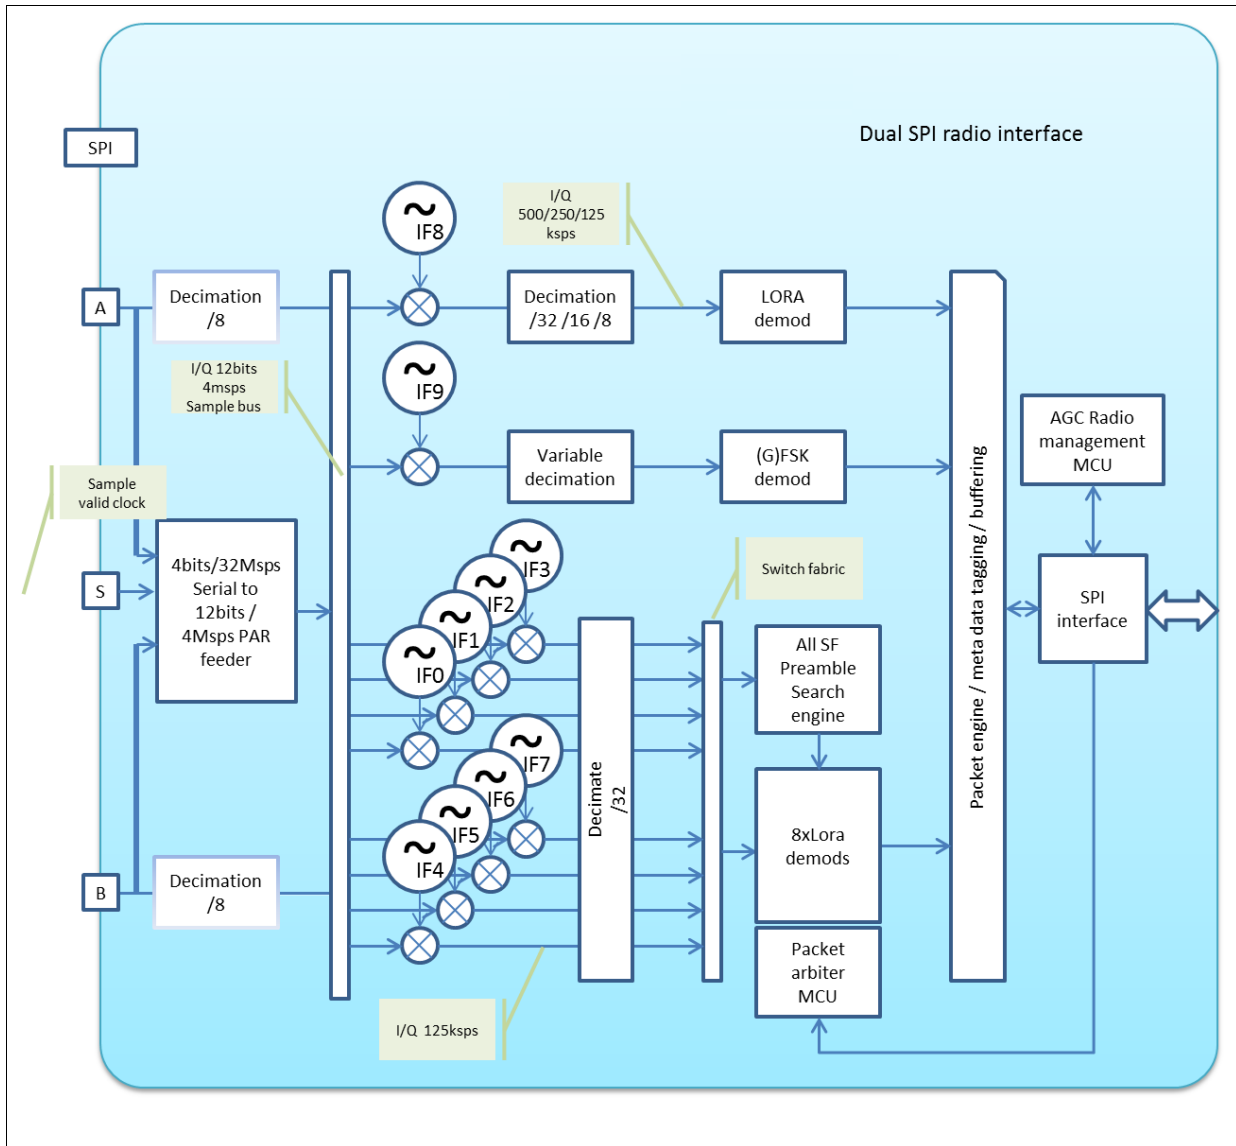 Dual SPI radio interface
SPI
I/Q
500/250/125
ksps
~
IF8
A
Decimation
/8
Decimation
/32 /16 /8
LORA
demod
I/Q 12bits
4msps
Sample bus
~
IF9
AGC Radio
management
MCU
Variable
decimation
(G)FSK
demod
Sample
valid clock
4bits/32Msps
Serial to
12bits /
4Msps PAR
feeder
S
~
IF3
IF2
~
IF1
~
IF0
Switch fabric
SPI
interface
All SF
Preamble
Search
engine
Packet engine / meta data tagging / buffering
~
IF7
~
IF6
~
IF5
~
IF4
Decimate
/32
8xLora
demods
B
Decimation
/8
Packet
arbiter
MCU
I/Q 125ksps